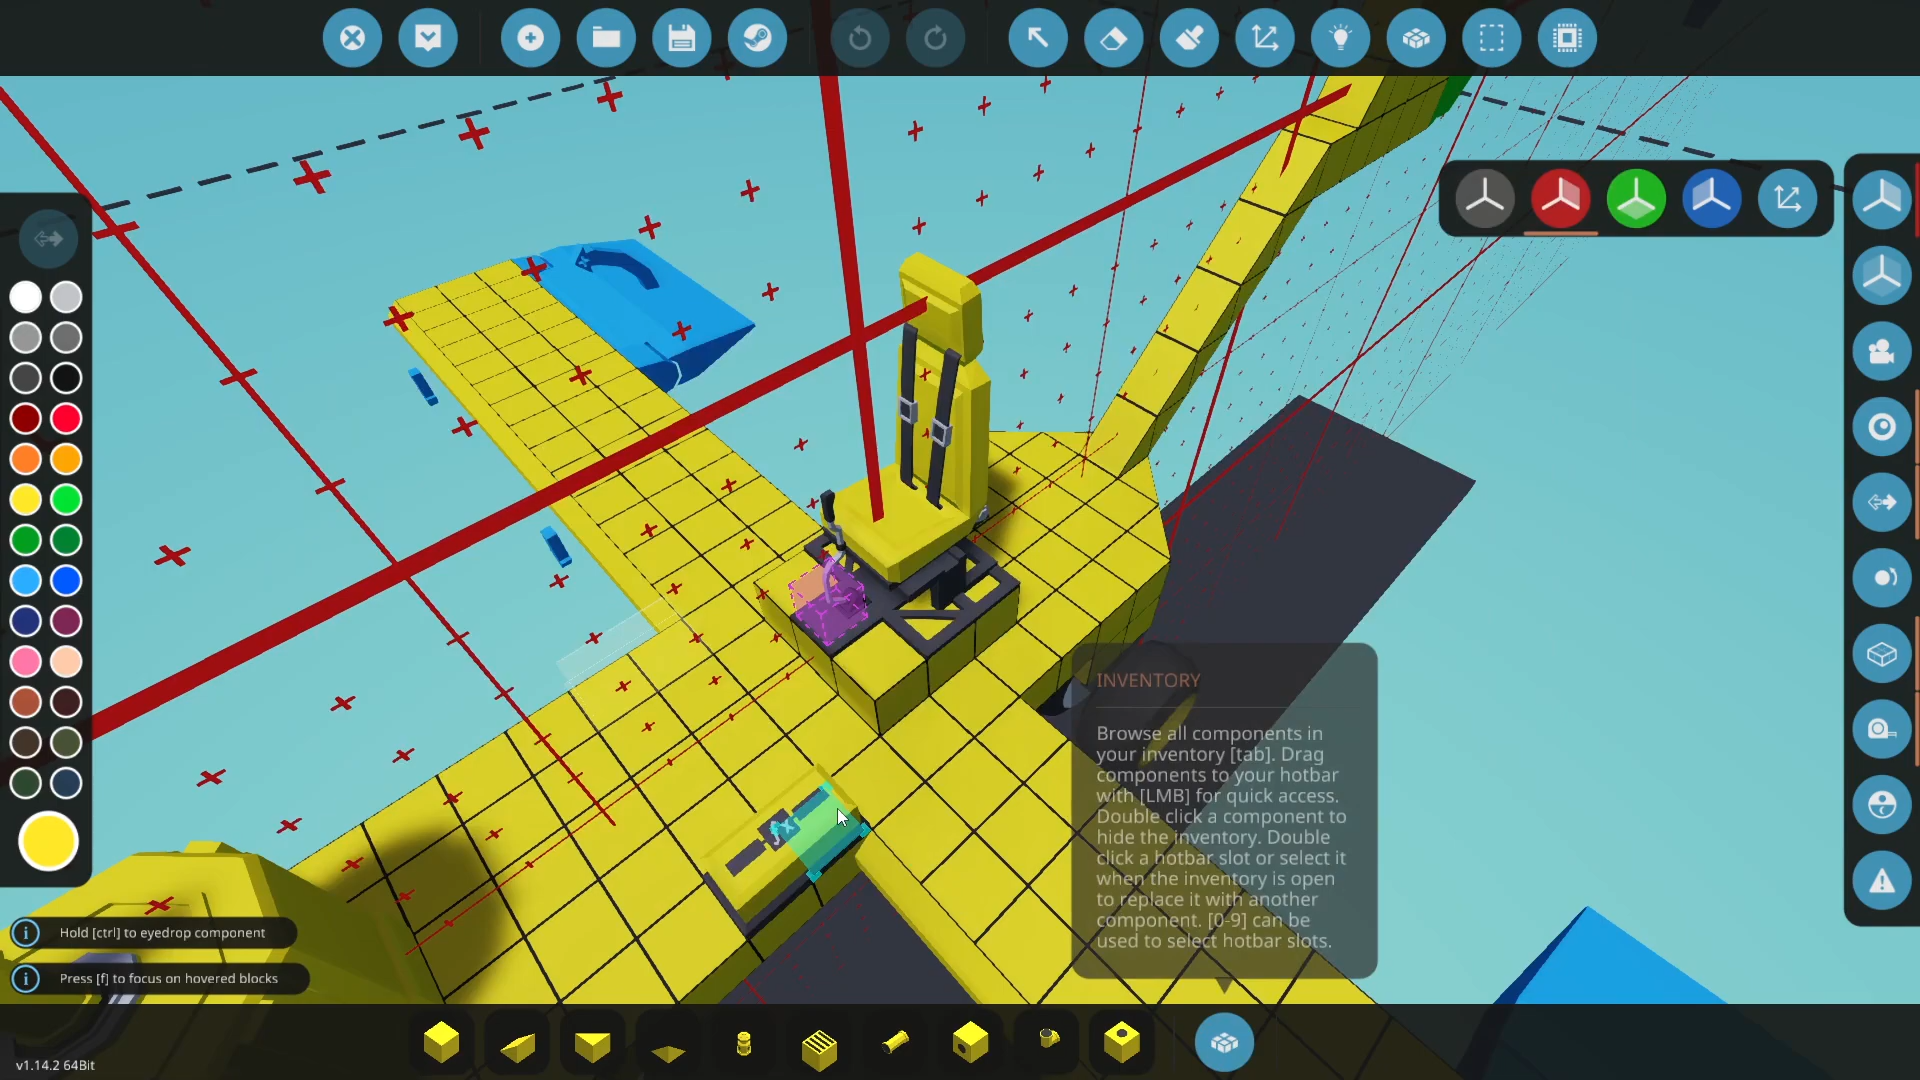 INVENTORY
Browse all components in
your inventory [tab]. Drag
components to your hotbar
with [LMB] for quick access.
Double click a component to
hide the inventory. Double
click a hotbar slot or select it
when the inventory is open
to replace it with another
component. [0-9] can be
used to select hotbar slots.
Hold [ctrl] to eyedrop component
Press [f] to focus on hovered blocks
v1.14.2 64Bit